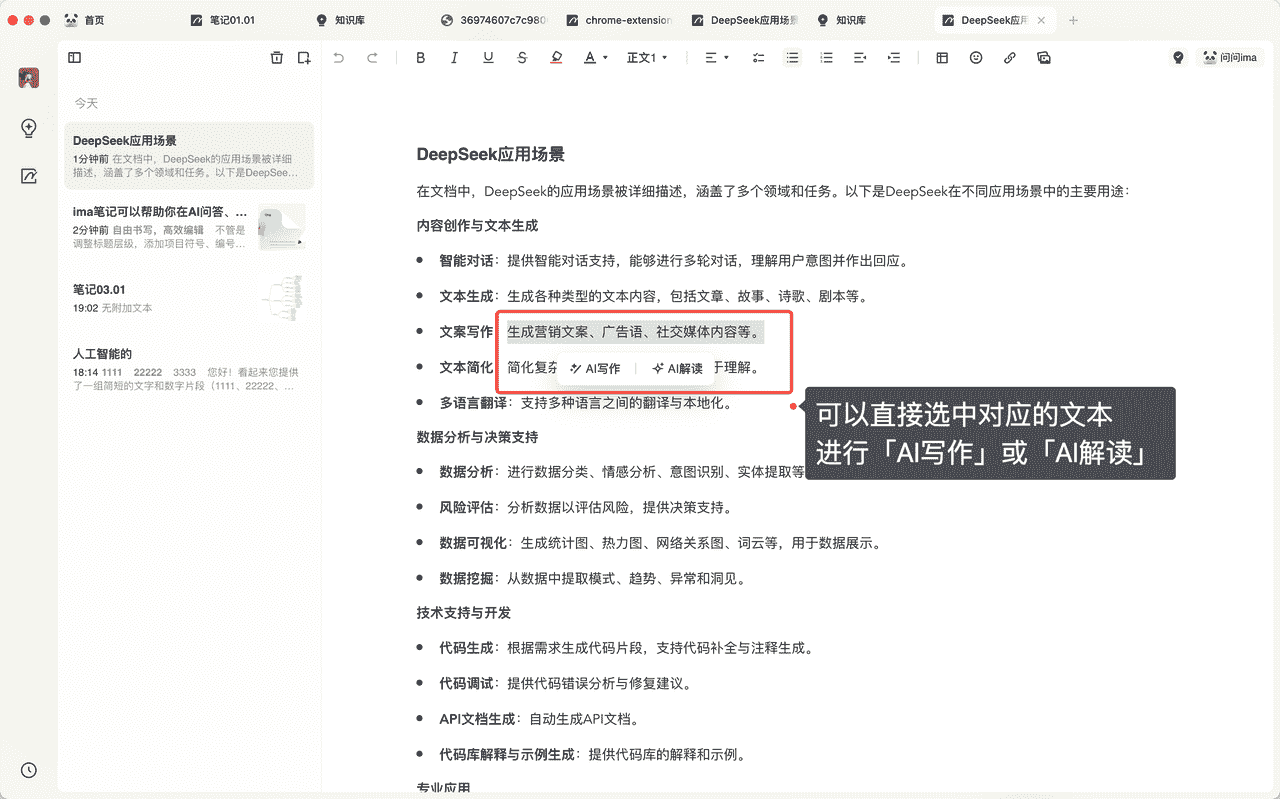 首页
笔记01.01
知识库
36974607c7c980
chrome-extension
DeepSeek应用场景
知识库
DeepSeek应用
B I U S A 正文1
问问ima
今天
DeepSeek应用场景
1分钟前 在文档中，DeepSeek的应用场景被详细
描述，涵盖了多个领域和任务。以下是DeepSee...
ima笔记可以帮助你在AI问答、...
2分钟前 自由书写，高效编辑 不管是
调整标题层级，添加项目符号、编号...
笔记03.01
19:02 无附加文本
人工智能的
18:14 1111 22222 3333 您好！看起来您提供
了一组简短的文字和数字片段（1111、22222、...
DeepSeek应用场景
在文档中，DeepSeek的应用场景被详细描述，涵盖了多个领域和任务。以下是DeepSeek在不同应用场景中的主要用途：
内容创作与文本生成
• 智能对话：提供智能对话支持，能够进行多轮对话，理解用户意图并作出回应。
• 文本生成：生成各种类型的文本内容，包括文章、故事、诗歌、剧本等。
• 文案写作 生成营销文案、广告语、社交媒体内容等。
• 文本简化 简化复杂 于理解。
AI写作 AI解读
• 多语言翻译：支持多种语言之间的翻译与本地化。
可以直接选中对应的文本
进行「AI写作」或「AI解读」
数据分析与决策支持
• 数据分析：进行数据分类、情感分析、意图识别、实体提取等
• 风险评估：分析数据以评估风险，提供决策支持。
• 数据可视化：生成统计图、热力图、网络关系图、词云等，用于数据展示。
• 数据挖掘：从数据中提取模式、趋势、异常和洞见。
技术支持与开发
• 代码生成：根据需求生成代码片段，支持代码补全与注释生成。
• 代码调试：提供代码错误分析与修复建议。
• API文档生成：自动生成API文档。
• 代码库解释与示例生成：提供代码库的解释和示例。
专业应用